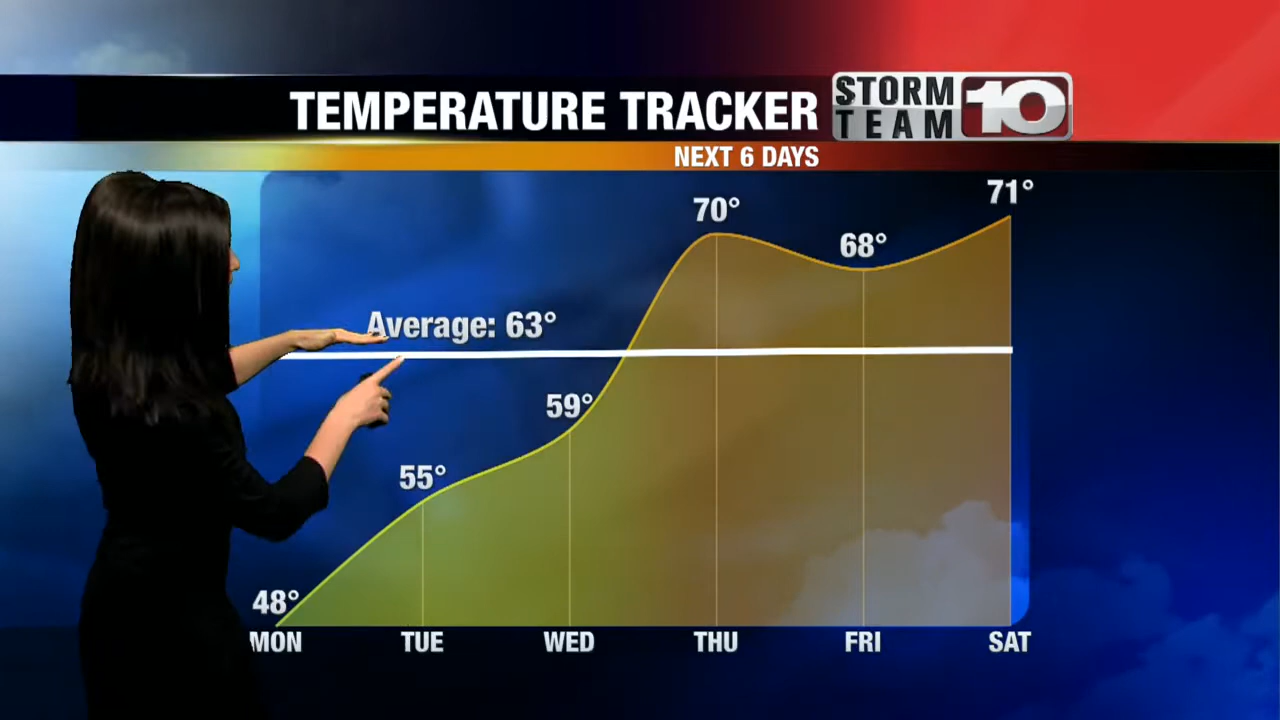 TEMPERATURE TRACKER
STORM
TEAM
10
NEXT 6 DAYS
71°
70°
68°
Average: 63°
59°
55°
48°
MON TUE WED THU FRI SAT